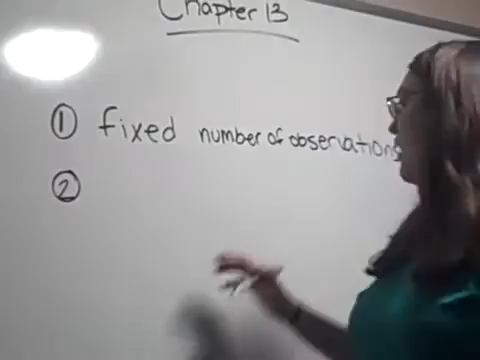 Chapter 13
① fixed number of observations
②